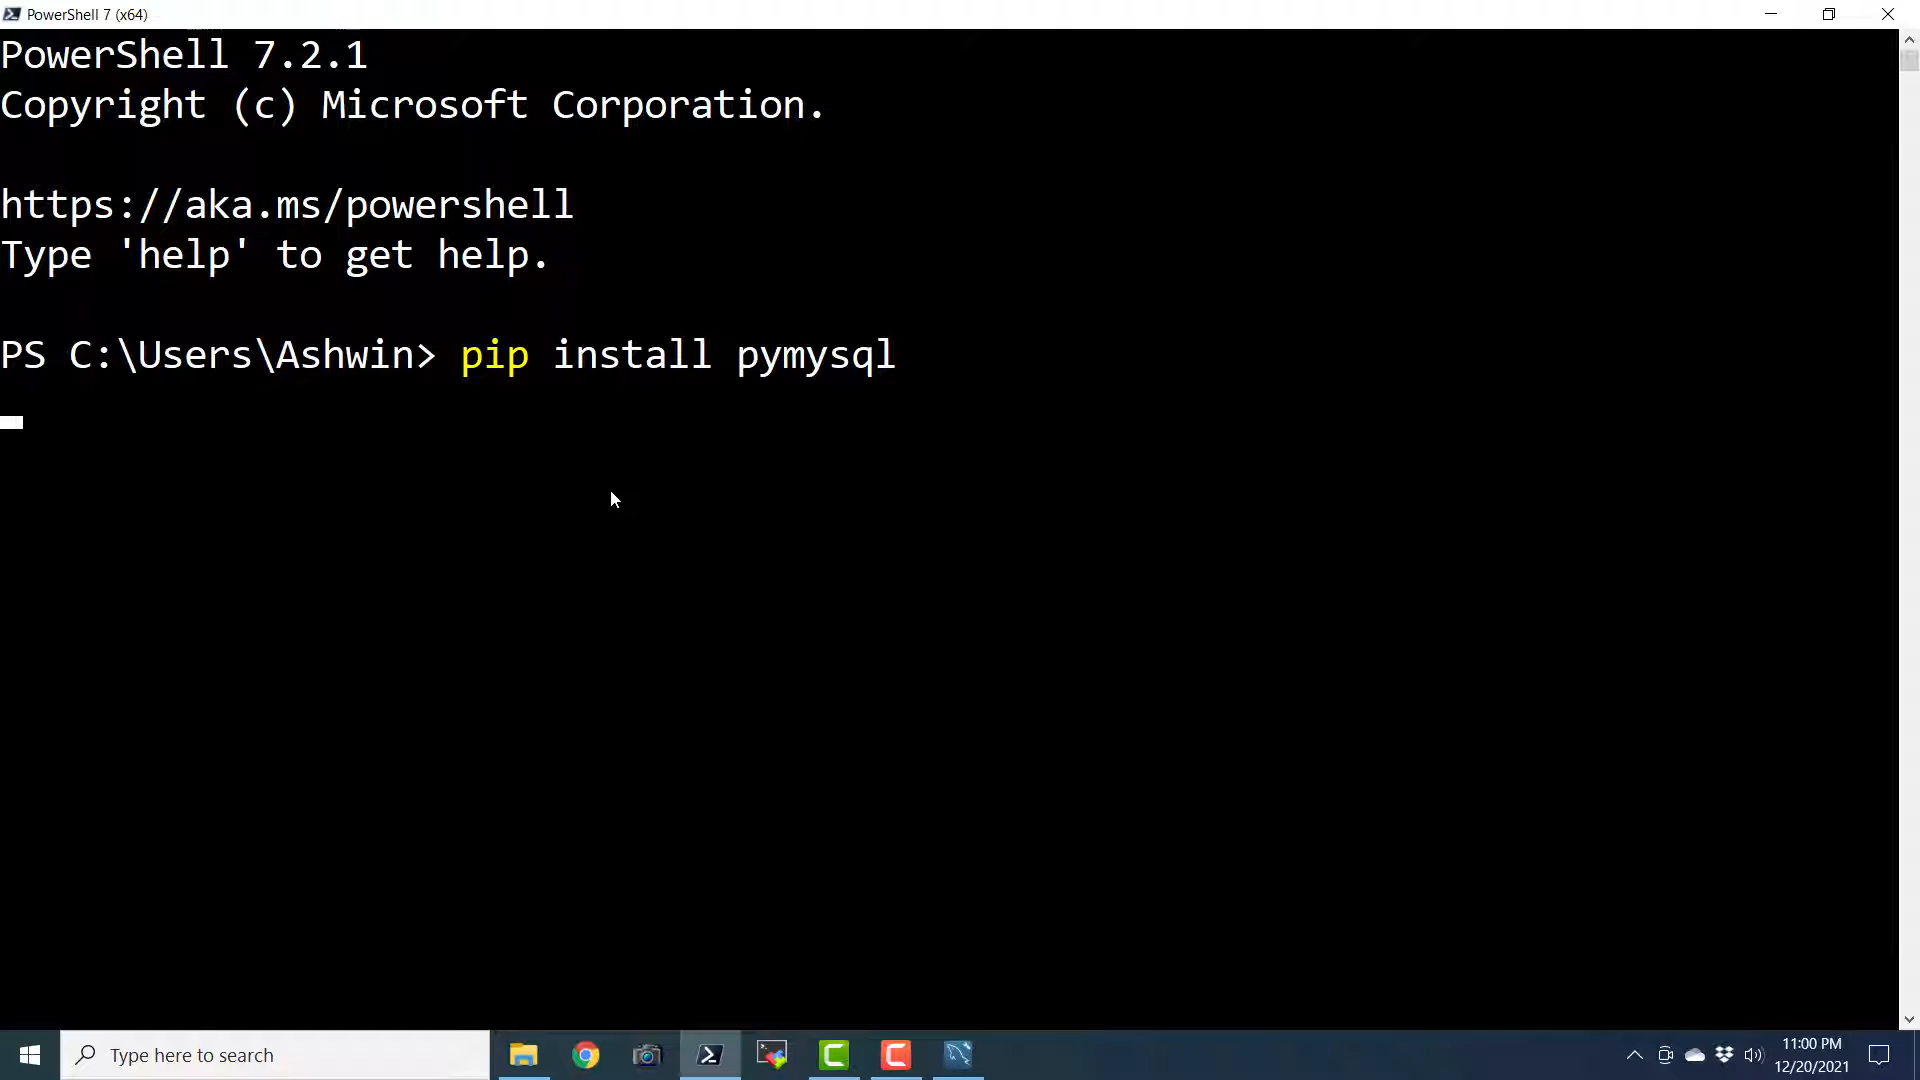 PowerShell 7 (x64)
PowerShell 7.2.1
Copyright (c) Microsoft Corporation.
https://aka.ms/powershell
Type 'help' to get help.
PS C:\Users\Ashwin> pip install pymysql
Type here to search
11:00 PM
12/20/2021